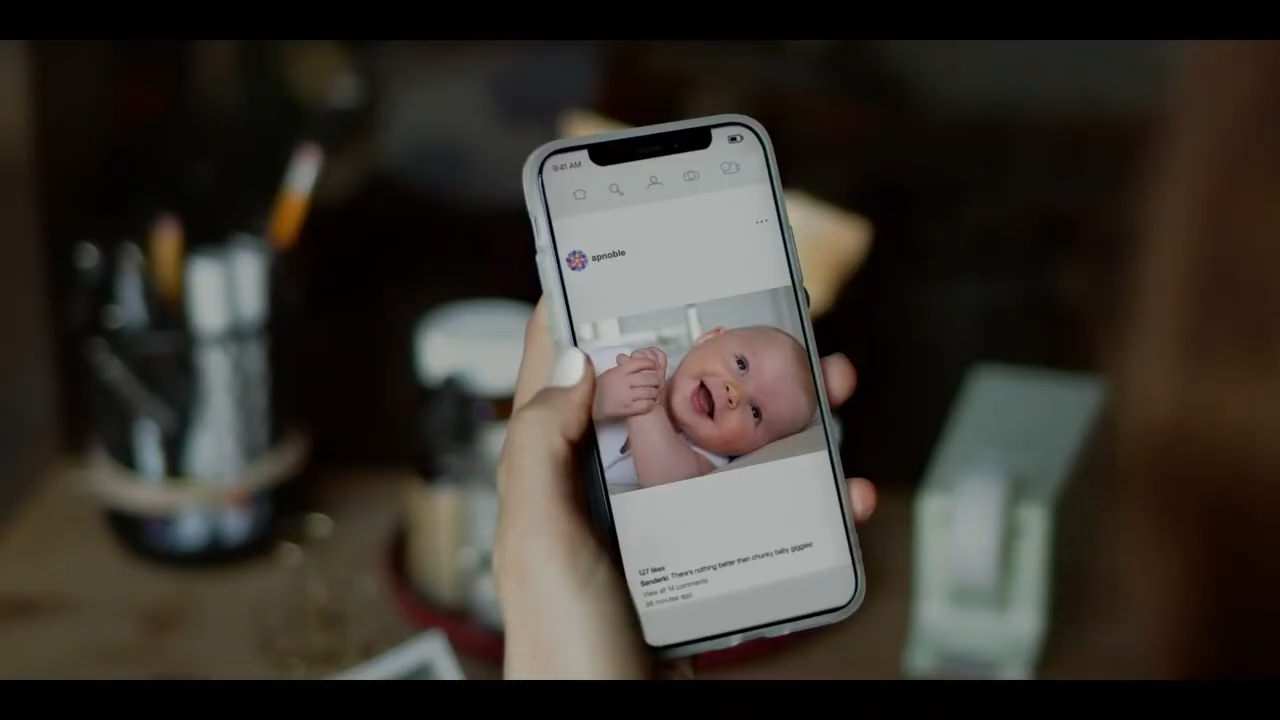 9:41 AM
apnoble
127 likes
Sanderki There's nothing better than chunky baby giggles!
View all 14 comments
36 minutes ago